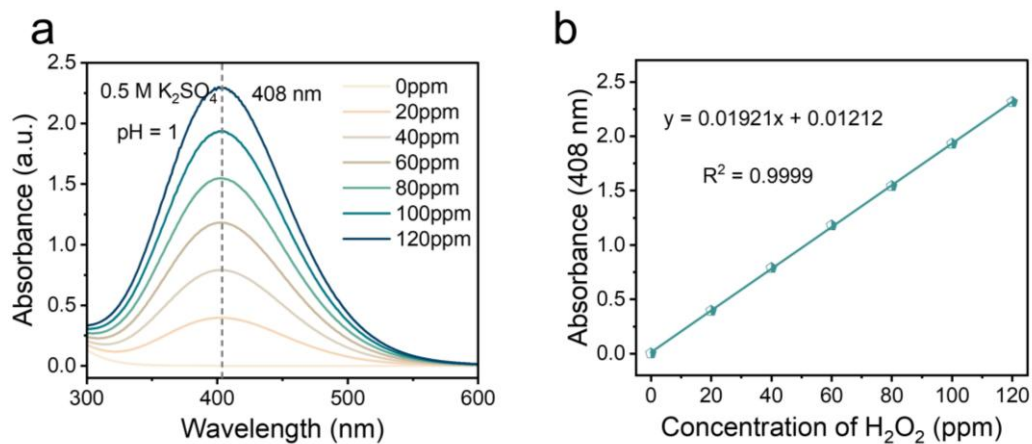 a
2.5
2.0
1.5
1.0
0.5
0.0
Absorbance (a.u.)
0.5 M K₂SO₄
pH = 1
408 nm
0ppm
20ppm
40ppm
60ppm
80ppm
100ppm
120ppm
300 400 500 600
Wavelength (nm)
b
2.5
2.0
1.5
1.0
0.5
0.0
Absorbance (408 nm)
y = 0.01921x + 0.01212
R² = 0.9999
0 20 40 60 80 100 120
Concentration of H₂O₂ (ppm)